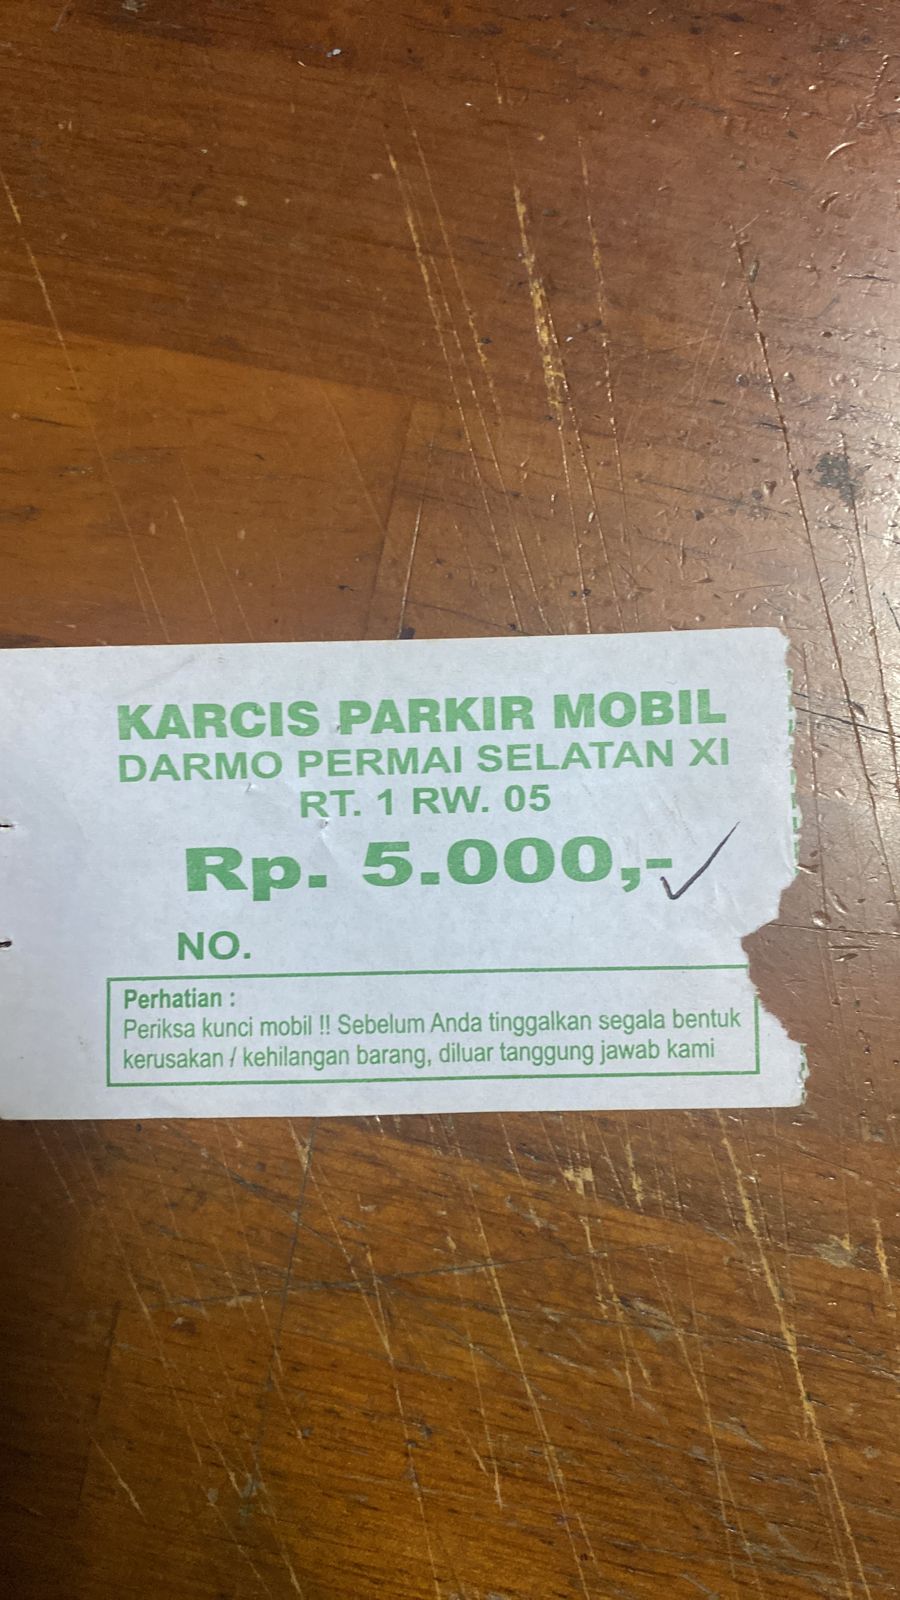 KARCIS PARKIR MOBIL
DARMO PERMAI SELATAN XI
RT. 1 RW. 05
Rp. 5.000,-
NO.
Perhatian :
Periksa kunci mobil !! Sebelum Anda tinggalkan segala bentuk
kerusakan / kehilangan barang, diluar tanggung jawab kami